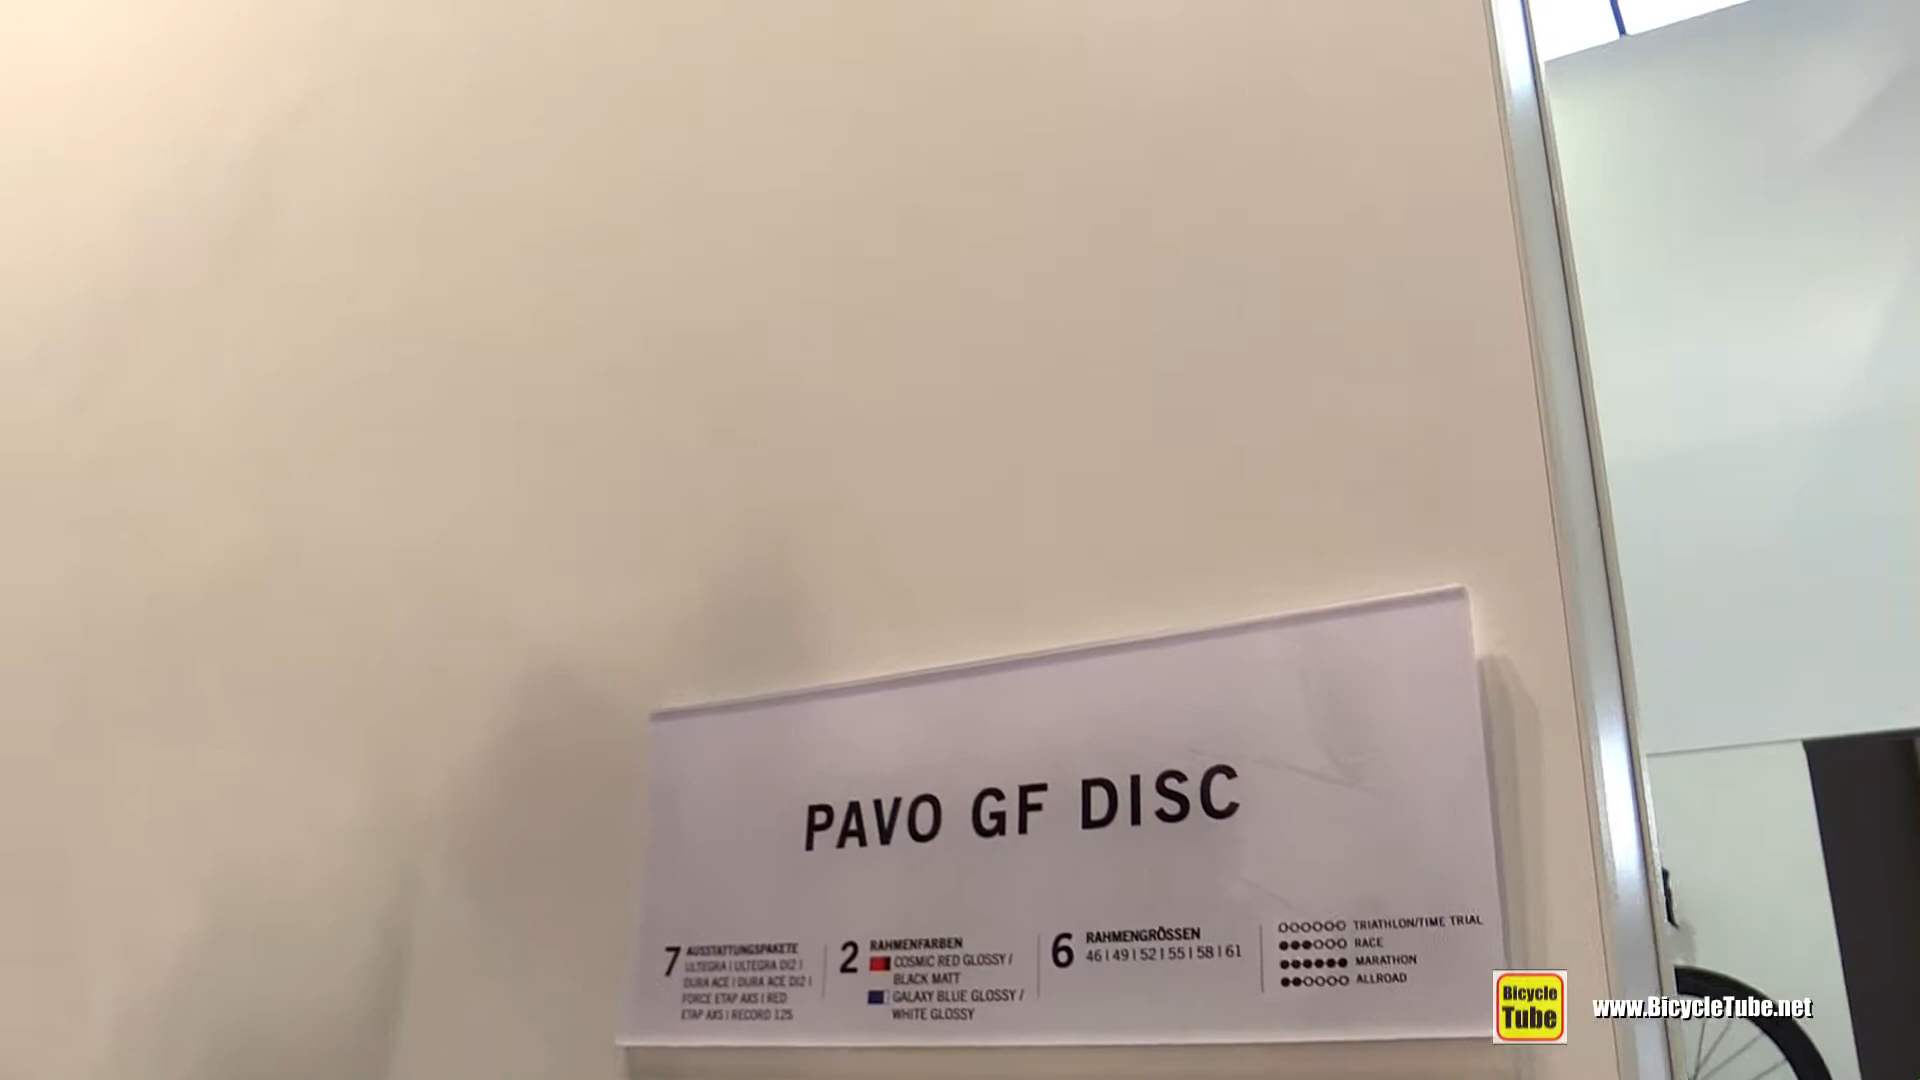 PAVO GF DISC
7 AUSSTATTUNGSPAKETE
ULTEGRA | ULTEGRA DI2 |
DURA ACE | DURA ACE DI2 |
FORCE ETAP AXS | RED
ETAP AXS | RECORD 12S
2 RAHMENFARBEN
COSMIC RED GLOSSY /
BLACK MATT
GALAXY BLUE GLOSSY /
WHITE GLOSSY
6 RAHMENGRÖSSEN
46 | 49 | 52 | 55 | 58 | 61
TRIATHLON/TIME TRIAL
RACE
MARATHON
ALLROAD
Bicycle
Tube
www.BicycleTube.net